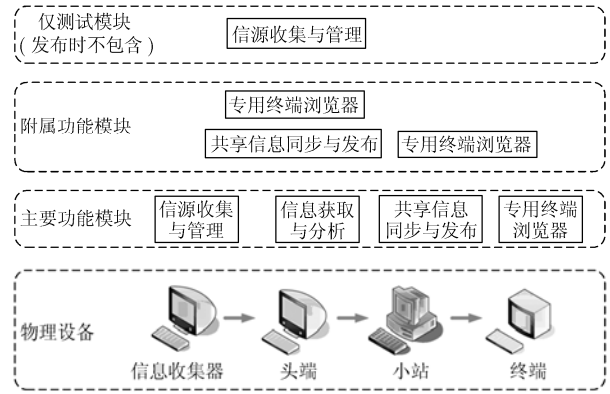 仅测试模块
(发布时不包含)
信源收集与管理
专用终端浏览器
附属功能模块
共享信息同步与发布
专用终端浏览器
主要功能模块
信源收集
与管理
信息获取
与分析
共享信息
同步与发布
专用终端
浏览器
物理设备
信息收集器
头端
小站
终端